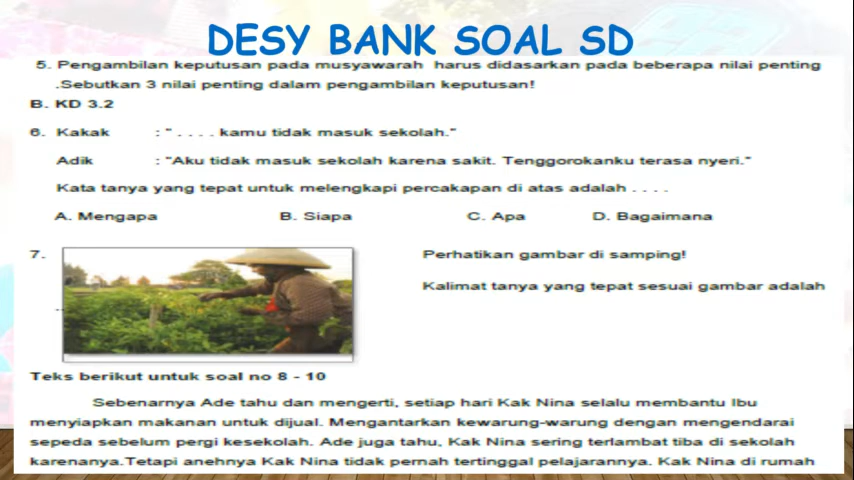 DESY BANK SOAL SD
5. Pengambilan keputusan pada musyawarah harus didasarkan pada beberapa nilai penting
.Sebutkan 3 nilai penting dalam pengambilan keputusan!
B. KD 3.2
6. Kakak : " . . . . kamu tidak masuk sekolah."
Adik : "Aku tidak masuk sekolah karena sakit. Tenggorokanku terasa nyeri."
Kata tanya yang tepat untuk melengkapi percakapan di atas adalah . . . .
A. Mengapa B. Siapa C. Apa D. Bagaimana
7. Perhatikan gambar di samping!
Kalimat tanya yang tepat sesuai gambar adalah
..
Teks berikut untuk soal no 8 - 10
Sebenarnya Ade tahu dan mengerti, setiap hari Kak Nina selalu membantu Ibu
menyiapkan makanan untuk dijual. Mengantarkan kewarung-warung dengan mengendarai
sepeda sebelum pergi kesekolah. Ade juga tahu, Kak Nina sering terlambat tiba di sekolah
karenanya.Tetapi anehnya Kak Nina tidak pernah tertinggal pelajarannya. Kak Nina di rumah